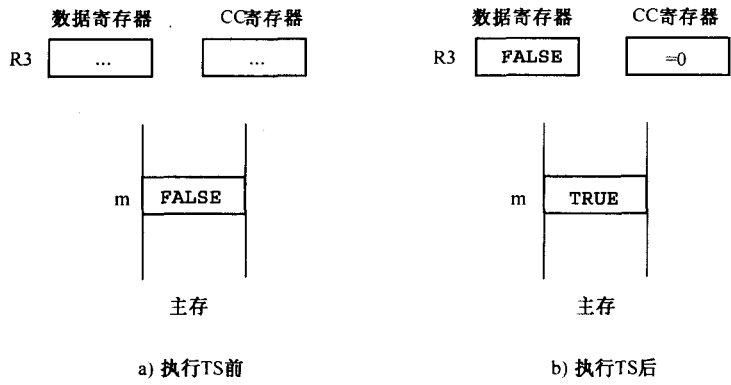 数据寄存器 CC寄存器 数据寄存器 CC寄存器
R3 ... ... R3 FALSE =0
m FALSE m TRUE
主存 主存
a) 执行TS前 b) 执行TS后